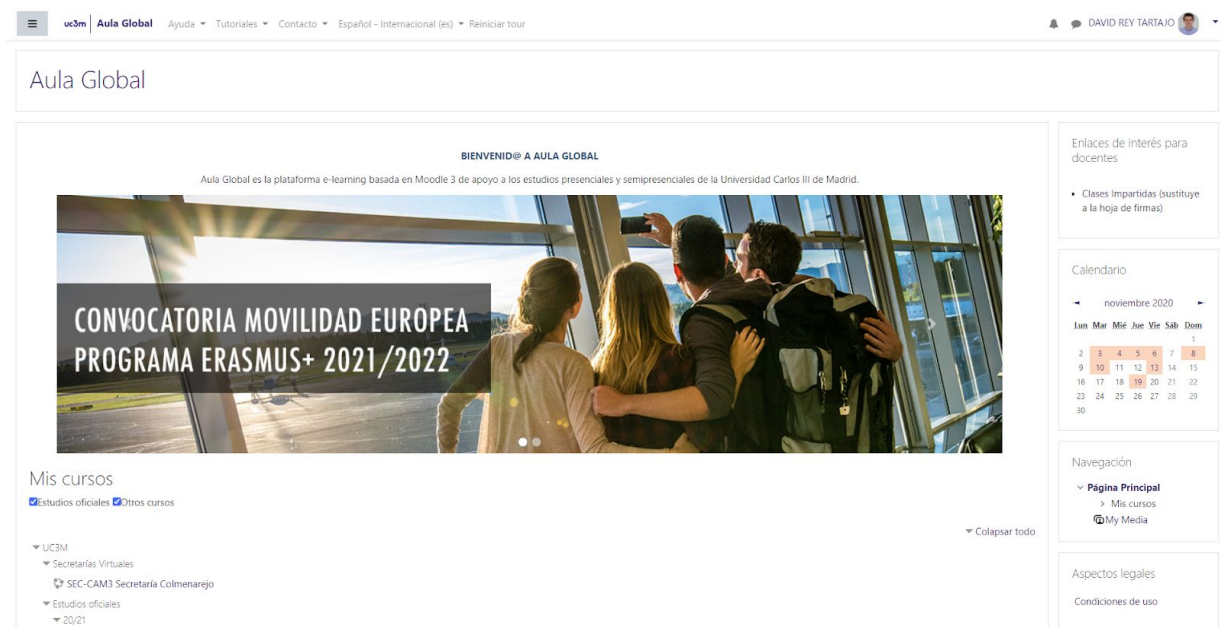 uc3m Aula Global Ayuda Tutoriales Contacto Español - Internacional (es) Reiniciar tour DAVID REY TARTAJO
Aula Global
BIENVENID@ A AULA GLOBAL
Aula Global es la plataforma e-learning basada en Moodle 3 de apoyo a los estudios presenciales y semipresenciales de la Universidad Carlos III de Madrid.
CONVOCATORIA MOVILIDAD EUROPEA
PROGRAMA ERASMUS+ 2021/2022
Mis cursos
Estudios oficiales Otros cursos
Colapsar todo
UC3M
Secretarías Virtuales
SEC-CAM3 Secretaría Colmenarejo
Estudios oficiales
20/21
Enlaces de interés para
docentes
Clases Impartidas (sustituye
a la hoja de firmas)
Calendario
noviembre 2020
Lun Mar Mié Jue Vie Sáb Dom
1
2 3 4 5 6 7 8
9 10 11 12 13 14 15
16 17 18 19 20 21 22
23 24 25 26 27 28 29
30
Navegación
Página Principal
Mis cursos
My Media
Aspectos legales
Condiciones de uso